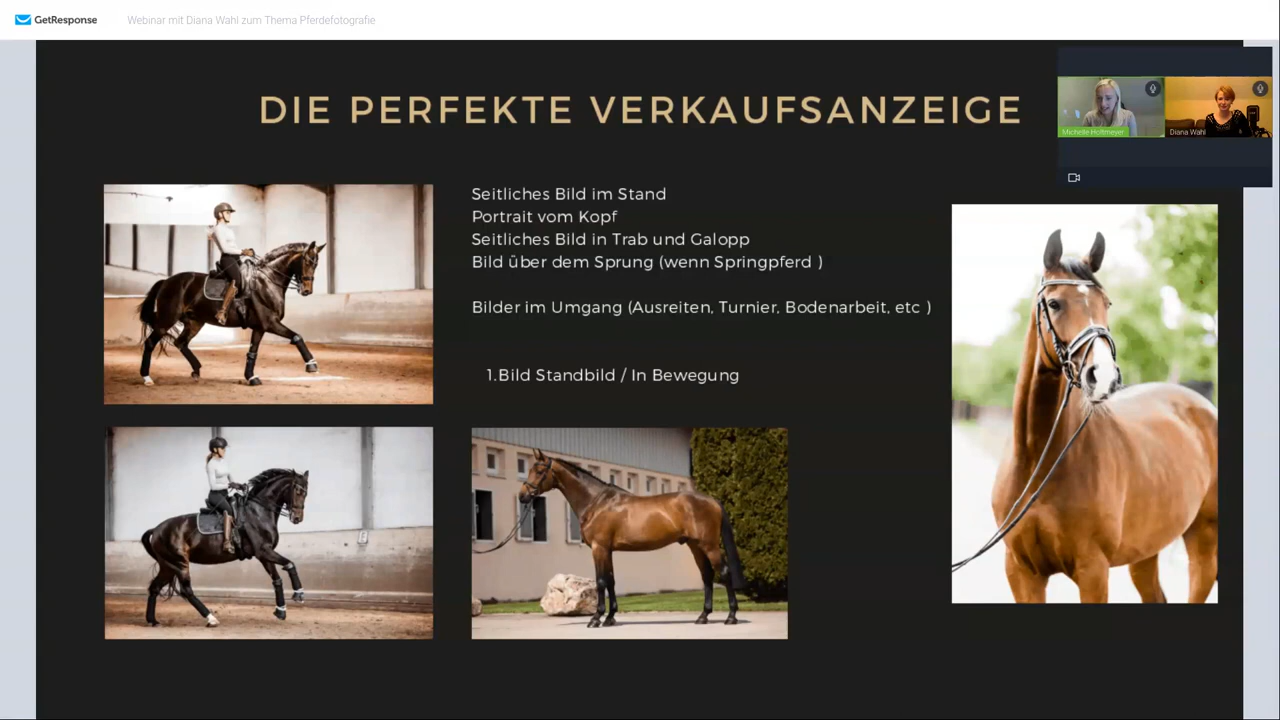 GetResponse
Webinar mit Diana Wahl zum Thema Pferdefotografie
DIE PERFEKTE VERKAUFSANZEIGE
Michelle Holtmeyer
Diana Wahl
Seitliches Bild im Stand
Portrait vom Kopf
Seitliches Bild in Trab und Galopp
Bild über dem Sprung (wenn Springpferd )
Bilder im Umgang (Ausreiten, Turnier, Bodenarbeit, etc )
1.Bild Standbild / In Bewegung